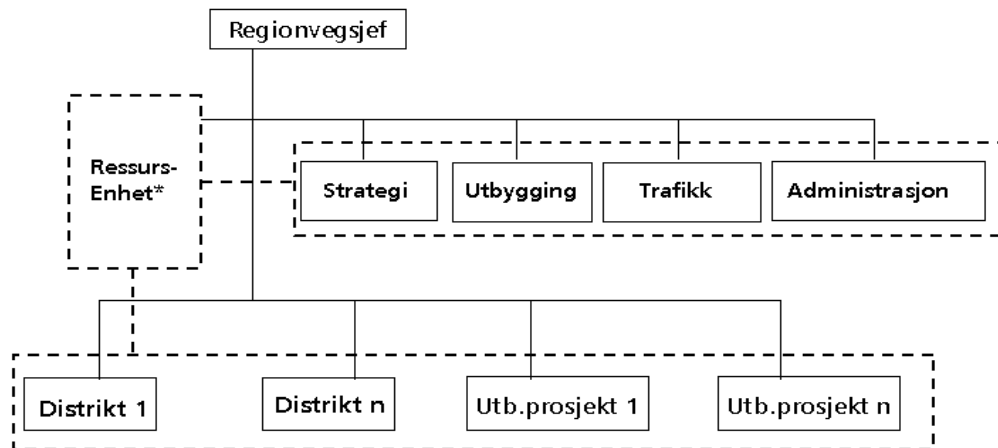 Regionvegsjef
Ressurs-
Enhet*
Strategi
Utbygging
Trafikk
Administrasjon
Distrikt 1
Distrikt n
Utb.prosjekt 1
Utb.prosjekt n